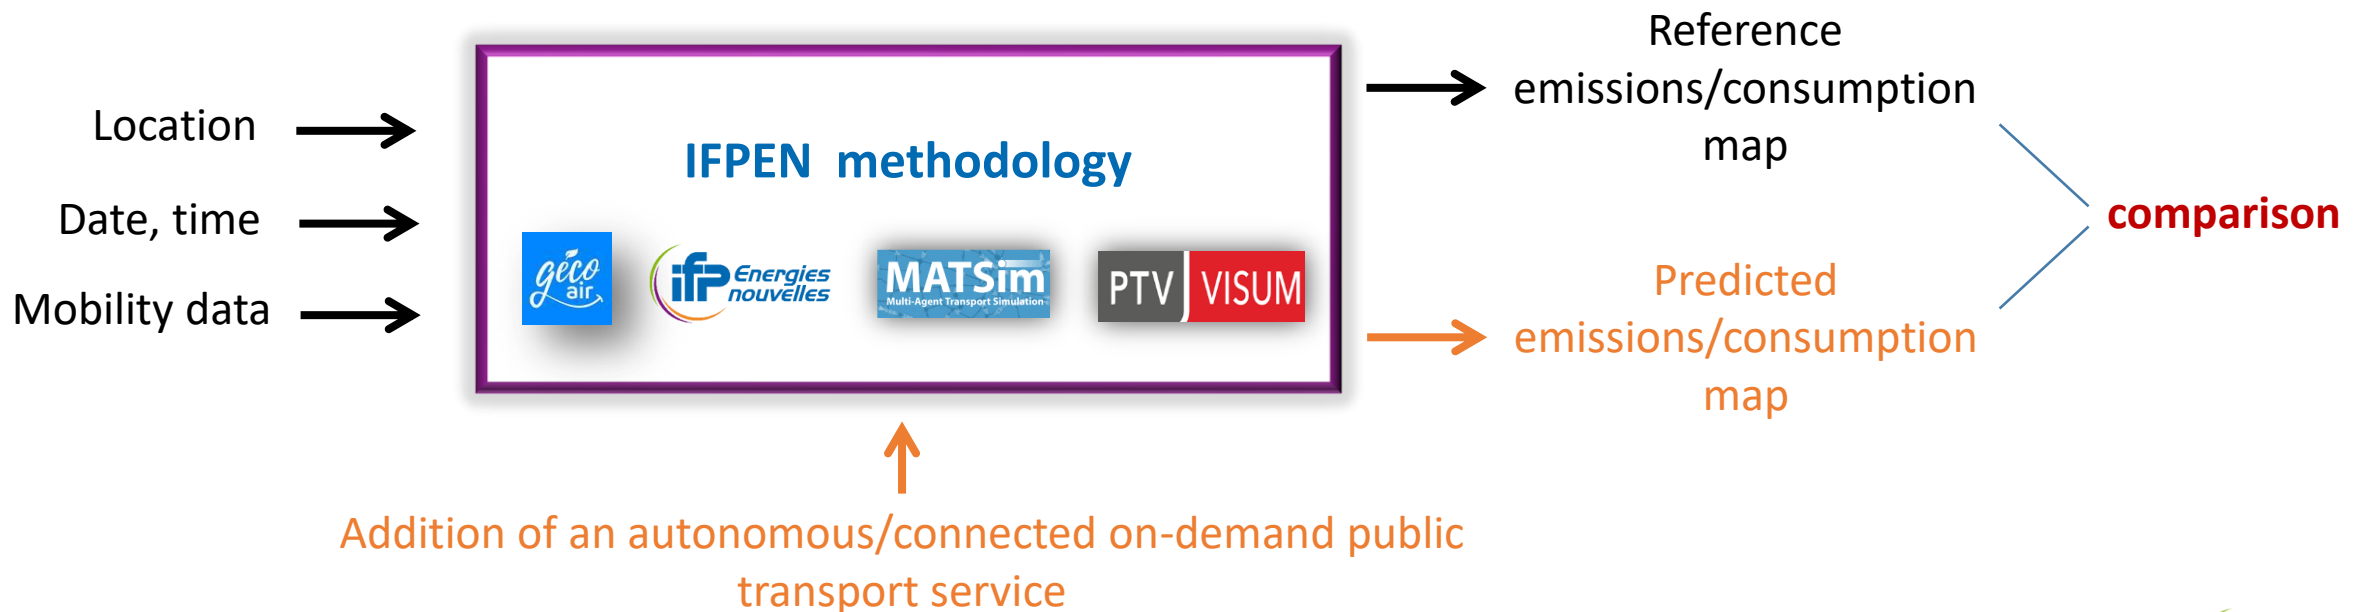 Location
Date, time
Mobility data
IFPEN methodology
géco
air
ifp Energies
nouvelles
MATSim
Multi-Agent Transport Simulation
PTV VISUM
Reference
emissions/consumption
map
Predicted
emissions/consumption
map
comparison
Addition of an autonomous/connected on-demand public
transport service